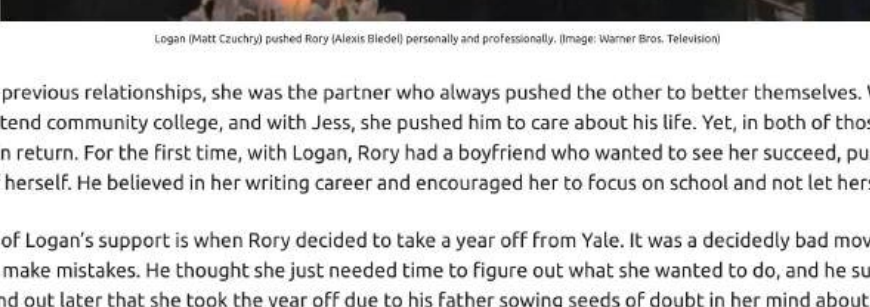 Logan (Matt Czuchry) pushed Rory (Alexis Bledel) personally and professionally. (Image: Warner Bros. Television)
previous relationships, she was the partner who always pushed the other to better themselves.
tend community college, and with Jess, she pushed him to care about his life. Yet, in both of thos
n return. For the first time, with Logan, Rory had a boyfriend who wanted to see her succeed, pu
herself. He believed in her writing career and encouraged her to focus on school and not let hers
of Logan's support is when Rory decided to take a year off from Yale. It was a decidedly bad mov
make mistakes. He thought she just needed time to figure out what she wanted to do, and he su
nd out later that she took the year off due to his father sowing seeds of doubt in her mind about